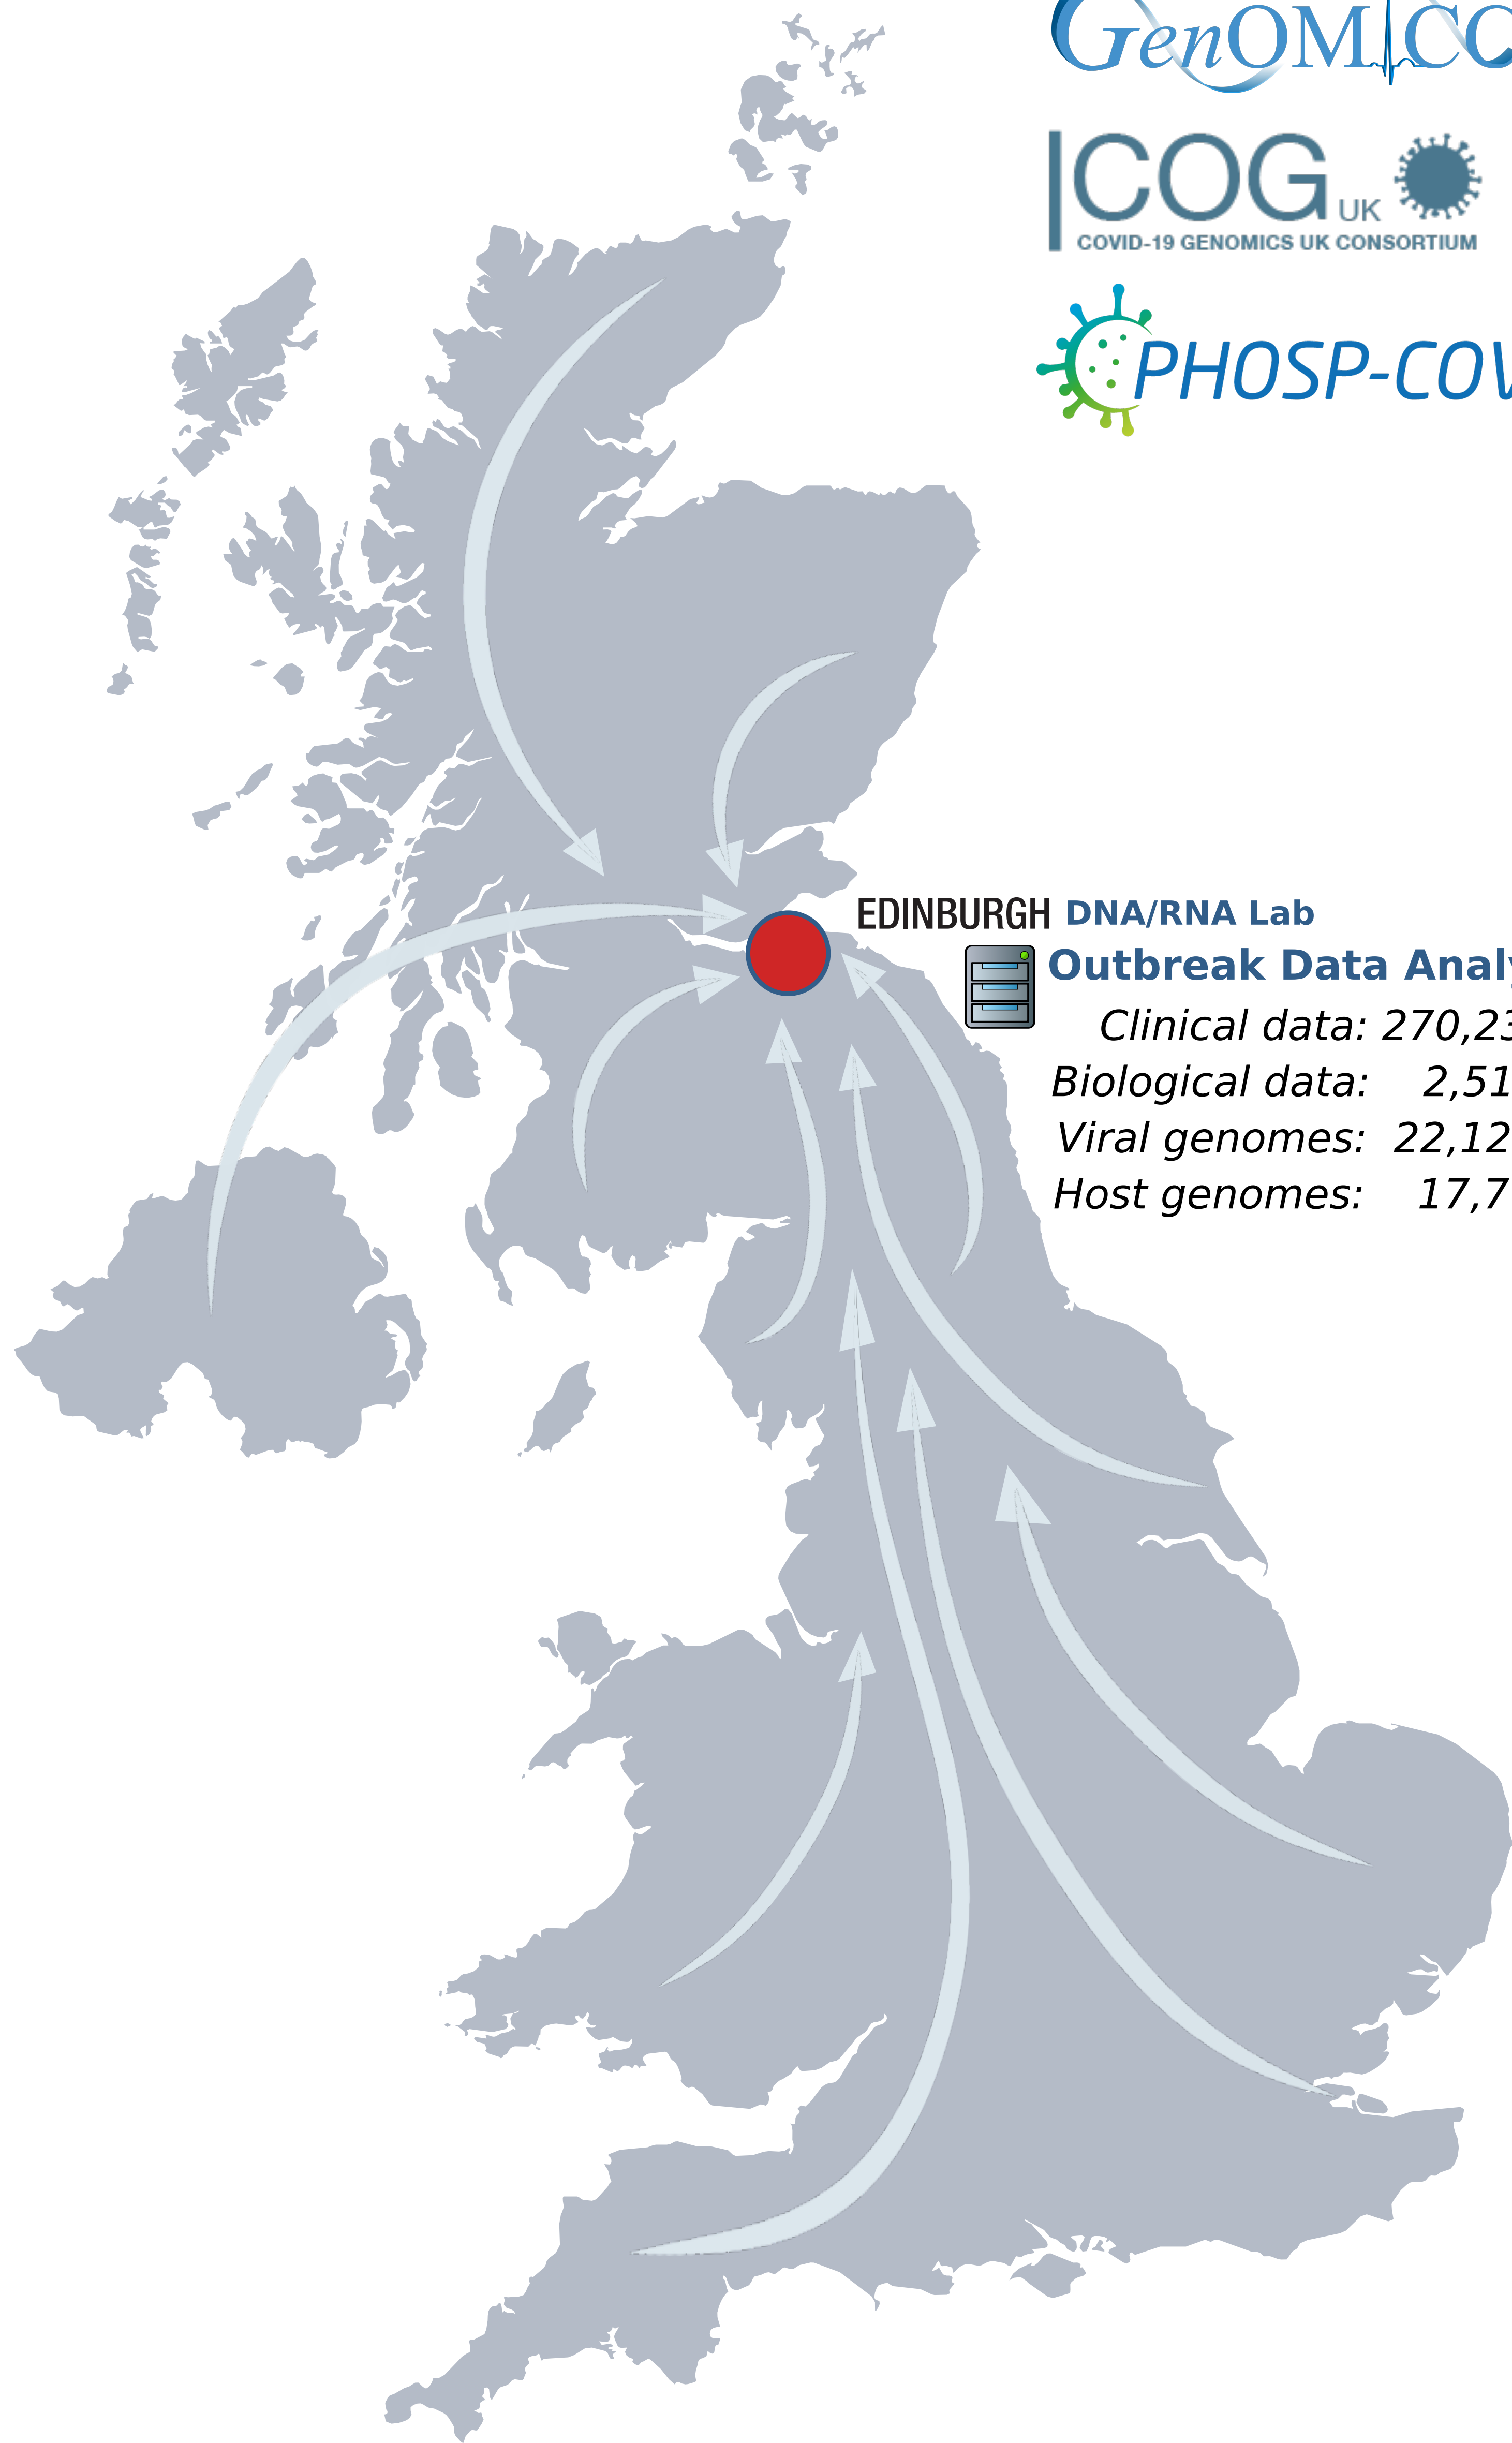 GenOMICC
COG UK
COVID-19 GENOMICS UK CONSORTIUM
PHOSP-COV
EDINBURGH DNA/RNA Lab
Outbreak Data Analy
Clinical data: 270,23
Biological data: 2,51
Viral genomes: 22,12
Host genomes: 17,7